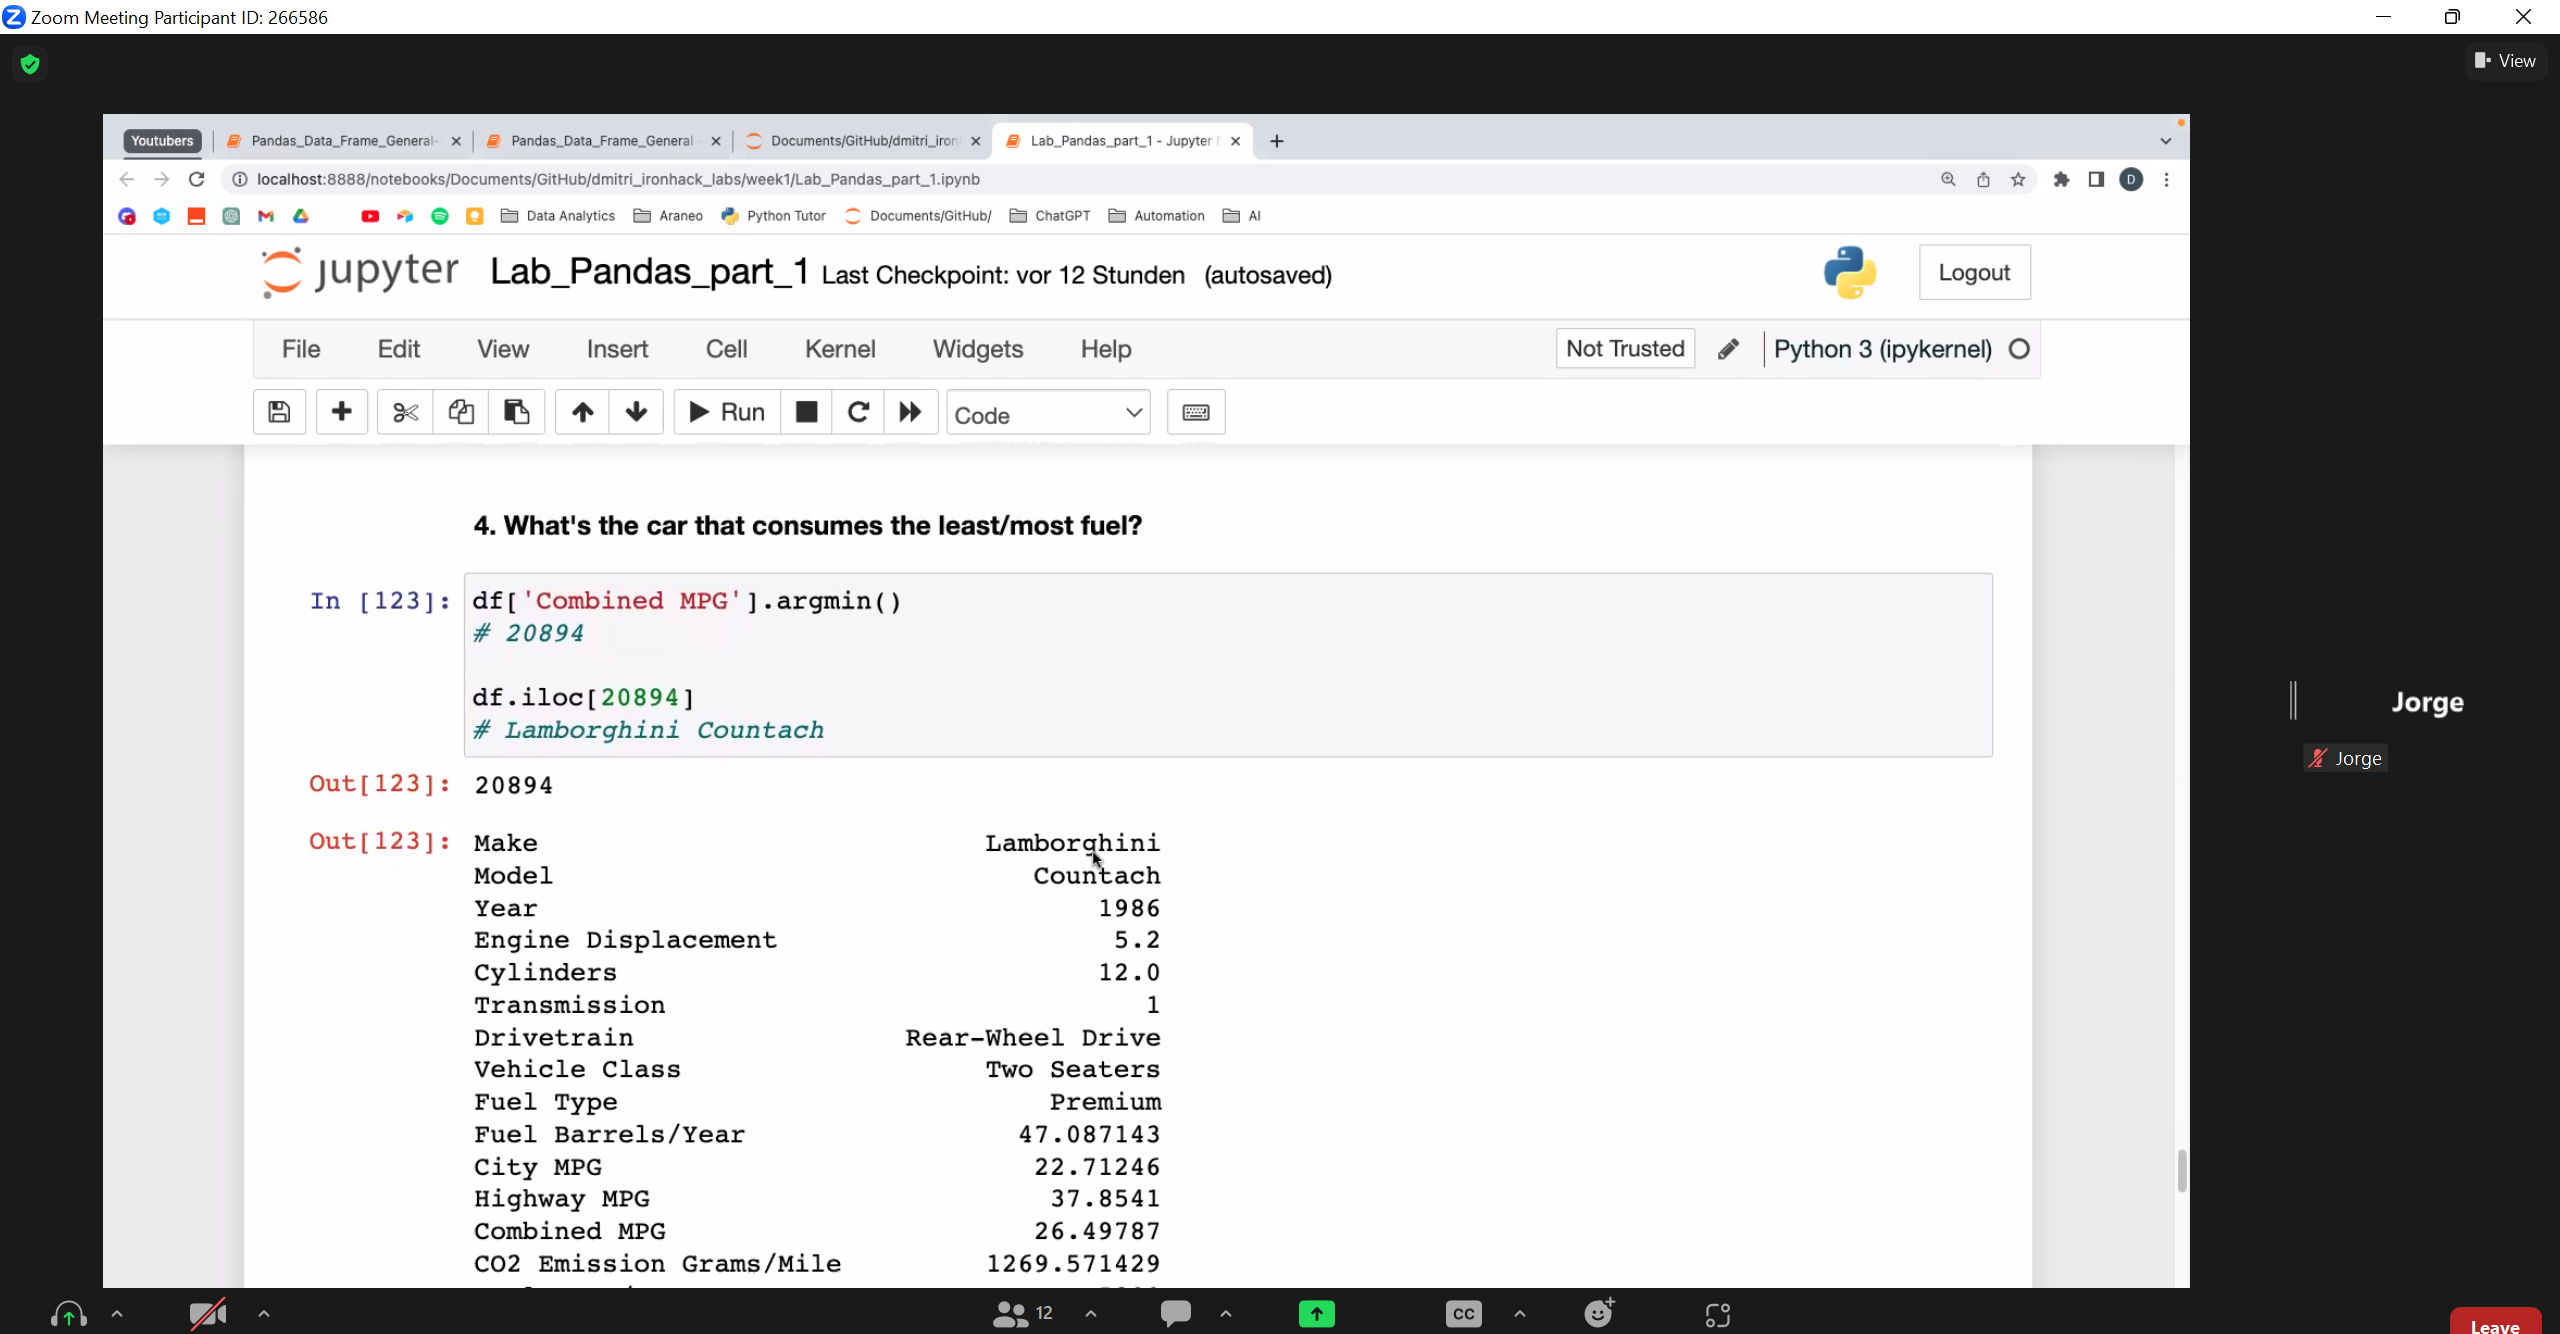 Zoom Meeting Participant ID: 266586
View
Youtubers
Pandas_Data_Frame_General-
Pandas_Data_Frame_General
Documents/GitHub/dmitri_iron
Lab_Pandas_part_1 - Jupyter
localhost:8888/notebooks/Documents/GitHub/dmitri_ironhack_labs/week1/Lab_Pandas_part_1.ipynb
D
Data Analytics
Araneo
Python Tutor
Documents/GitHub/
ChatGPT
Automation
AI
jupyter Lab_Pandas_part_1 Last Checkpoint: vor 12 Stunden (autosaved)
Logout
File Edit View Insert Cell Kernel Widgets Help
Not Trusted
Python 3 (ipykernel)
Run
Code
4. What's the car that consumes the least/most fuel?
In [123]: df['Combined MPG'].argmin()
# 20894
df.iloc[20894]
# Lamborghini Countach
Out[123]: 20894
Out[123]: Make Lamborghini
Model Countach
Year 1986
Engine Displacement 5.2
Cylinders 12.0
Transmission 1
Drivetrain Rear-Wheel Drive
Vehicle Class Two Seaters
Fuel Type Premium
Fuel Barrels/Year 47.087143
City MPG 22.71246
Highway MPG 37.8541
Combined MPG 26.49787
CO2 Emission Grams/Mile 1269.571429
Jorge
Jorge
12
CC
Leave